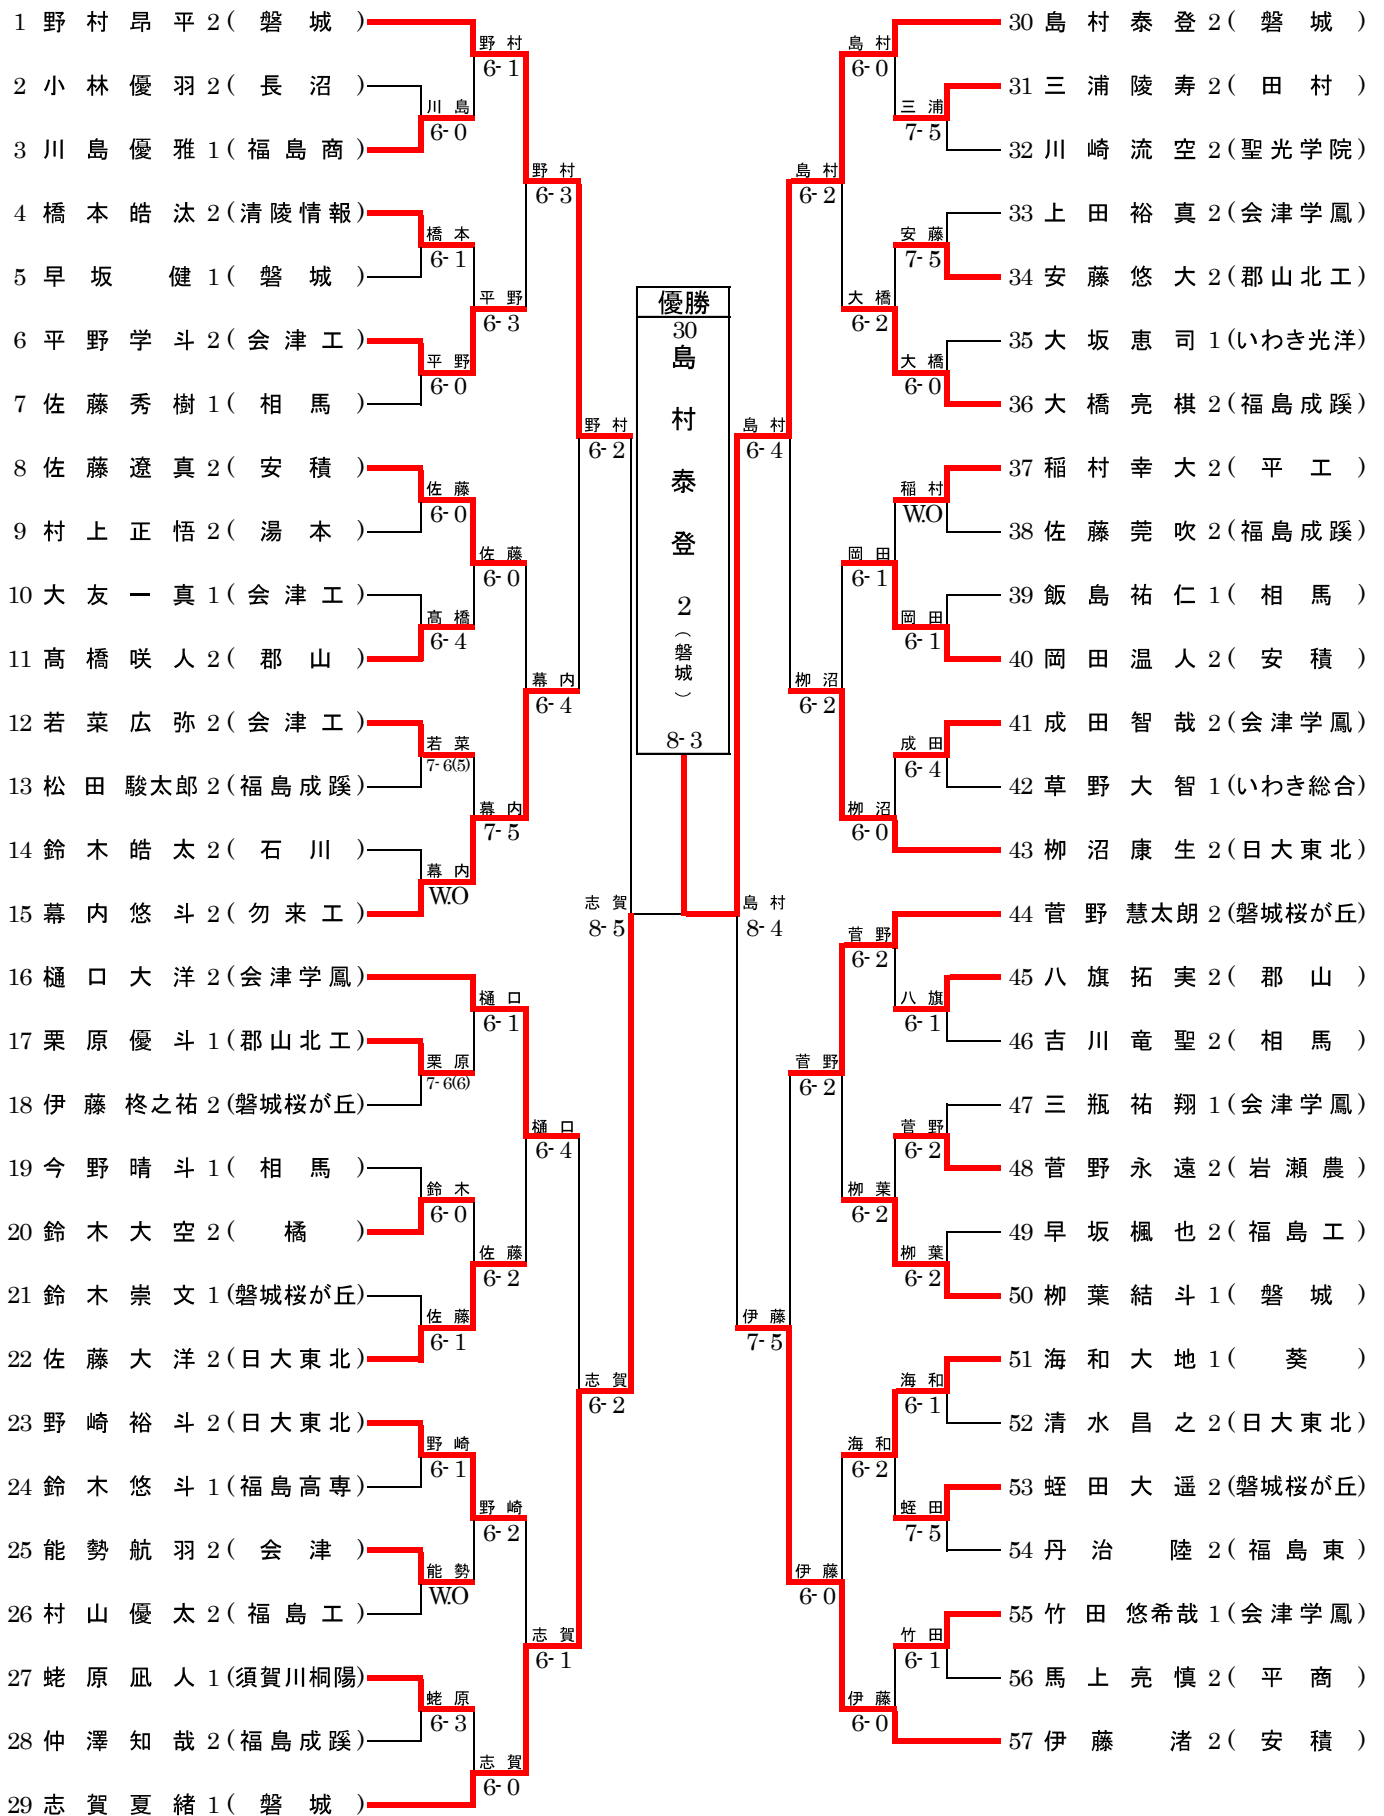 1 野村昂平 2 (磐城)
2 小林優羽 2 (長沼)
3 川島優雅 1 (福島商)
4 橋本皓汰 2 (清陵情報)
5 早坂 健 1 (磐城)
6 平野学斗 2 (会津工)
7 佐藤秀樹 1 (相馬)
8 佐藤遼真 2 (安積)
9 村上正悟 2 (湯本)
10 大友一真 1 (会津工)
11 髙橋咲人 2 (郡山)
12 若菜広弥 2 (会津工)
13 松田駿太郎 2 (福島成蹊)
14 鈴木皓太 2 (石川)
15 幕内悠斗 2 (勿来工)
16 樋口大洋 2 (会津学鳳)
17 栗原優斗 1 (郡山北工)
18 伊藤柊之祐 2 (磐城桜が丘)
19 今野晴斗 1 (相馬)
20 鈴木大空 2 (橘)
21 鈴木崇文 1 (磐城桜が丘)
22 佐藤大洋 2 (日大東北)
23 野崎裕斗 2 (日大東北)
24 鈴木悠斗 1 (福島高専)
25 能勢航羽 2 (会津)
26 村山優太 2 (福島工)
27 蛯原凪人 1 (須賀川桐陽)
28 仲澤知哉 2 (福島成蹊)
29 志賀夏緒 1 (磐城)
川島
6-0
橋本
6-1
平野
6-0
佐藤
6-0
髙橋
6-4
若菜
7-6(5)
幕内
W.O
栗原
7-6(6)
鈴木
6-0
佐藤
6-1
野崎
6-1
能勢
W.O
蛯原
6-3
野村
6-1
平野
6-3
佐藤
6-0
幕内
7-5
樋口
6-1
佐藤
6-2
野崎
6-2
志賀
6-0
野村
6-3
幕内
6-4
樋口
6-4
志賀
6-1
野村
6-2
志賀
6-2
志賀
8-5
優勝
30
島村泰登
2
(磐城)
8-3
島村
8-4
島村
6-4
伊藤
7-5
島村
6-2
栁沼
6-2
菅野
6-2
伊藤
6-0
島村
6-0
大橋
6-2
岡田
6-1
栁沼
6-0
菅野
6-2
栁葉
6-2
海和
6-2
伊藤
6-0
三浦
7-5
安藤
7-5
大橋
6-0
稲村
W.O
岡田
6-1
成田
6-4
八旗
6-1
菅野
6-2
栁葉
6-2
海和
6-1
蛭田
7-5
竹田
6-1
30 島村泰登 2 (磐城)
31 三浦陵寿 2 (田村)
32 川崎流空 2 (聖光学院)
33 上田裕真 2 (会津学鳳)
34 安藤悠大 2 (郡山北工)
35 大坂恵司 1 (いわき光洋)
36 大橋亮棋 2 (福島成蹊)
37 稲村幸大 2 (平工)
38 佐藤莞吹 2 (福島成蹊)
39 飯島祐仁 1 (相馬)
40 岡田温人 2 (安積)
41 成田智哉 2 (会津学鳳)
42 草野大智 1 (いわき総合)
43 栁沼康生 2 (日大東北)
44 菅野慧太朗 2 (磐城桜が丘)
45 八旗拓実 2 (郡山)
46 吉川竜聖 2 (相馬)
47 三瓶祐翔 1 (会津学鳳)
48 菅野永遠 2 (岩瀬農)
49 早坂楓也 2 (福島工)
50 栁葉結斗 1 (磐城)
51 海和大地 1 (葵)
52 清水昌之 2 (日大東北)
53 蛭田大遥 2 (磐城桜が丘)
54 丹治 陸 2 (福島東)
55 竹田悠希哉 1 (会津学鳳)
56 馬上亮慎 2 (平商)
57 伊藤 渚 2 (安積)